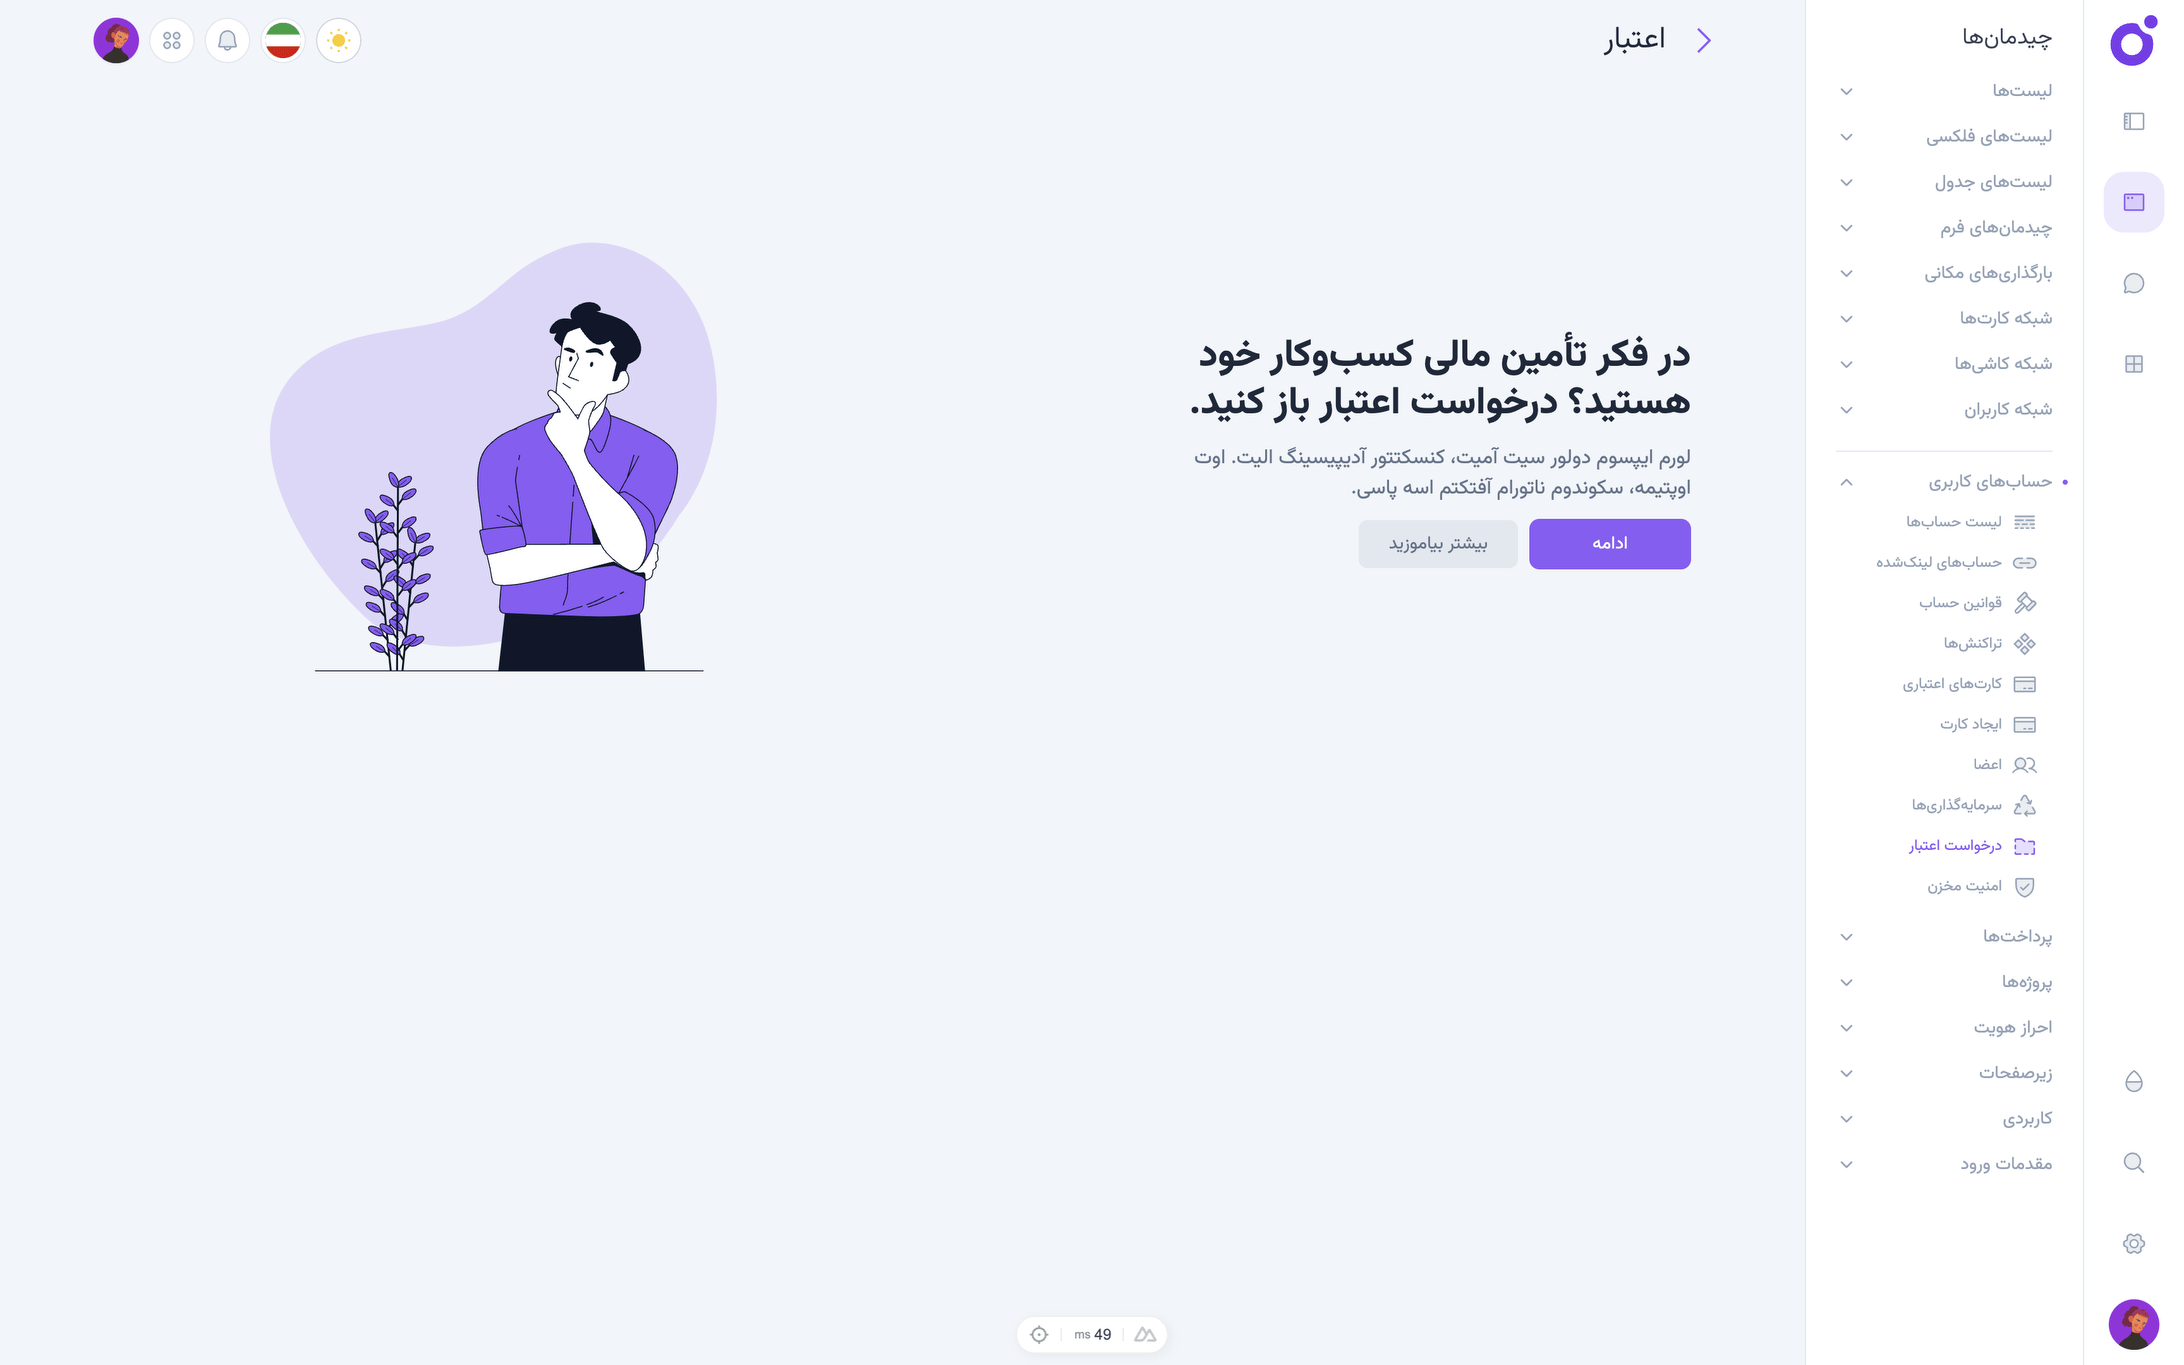 چیدمان‌ها
لیست‌ها
لیست‌های فلکسی
لیست‌های جدول
چیدمان‌های فرم
بارگذاری‌های مکانی
شبکه کارت‌ها
شبکه کاشی‌ها
شبکه کاربران
حساب‌های کاربری
لیست حساب‌ها
حساب‌های لینک‌شده
قوانین حساب
تراکنش‌ها
کارت‌های اعتباری
ایجاد کارت
اعضا
سرمایه‌گذاری‌ها
درخواست اعتبار
امنیت مخزن
پرداخت‌ها
پروژه‌ها
احراز هویت
زیرصفحات
کاربردی
مقدمات ورود
اعتبار
در فکر تأمین مالی کسب‌وکار خود
هستید؟ درخواست اعتبار باز کنید.
لورم ایپسوم دولور سیت آمیت، کنسکتتور آدیپیسینگ الیت. اوت
اوپتیمه، سکوندوم ناتورام آفتکتم اسه پاسی.
ادامه
بیشتر بیاموزید
49 ms